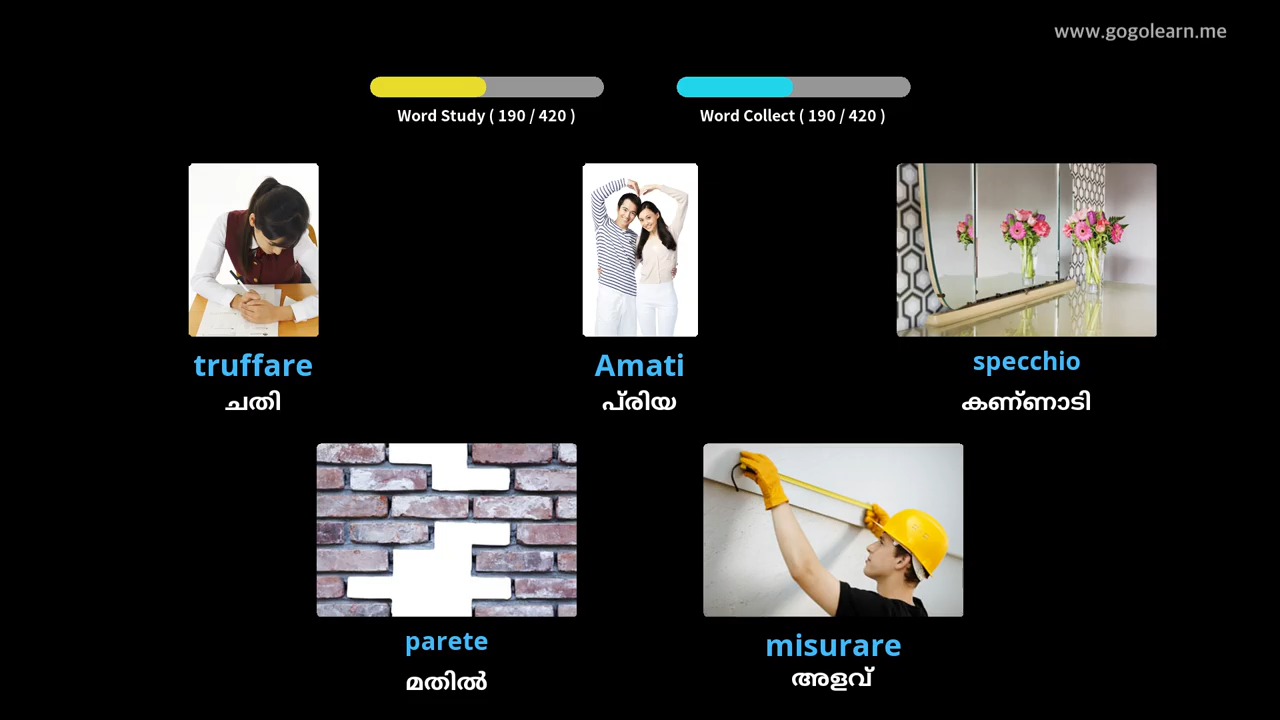 www.gogolearn.me
Word Study ( 190 / 420 )
Word Collect ( 190 / 420 )
truffare
ചതി
Amati
പ്രിയ
specchio
കണ്ണാടി
parete
മതിൽ
misurare
അളവ്